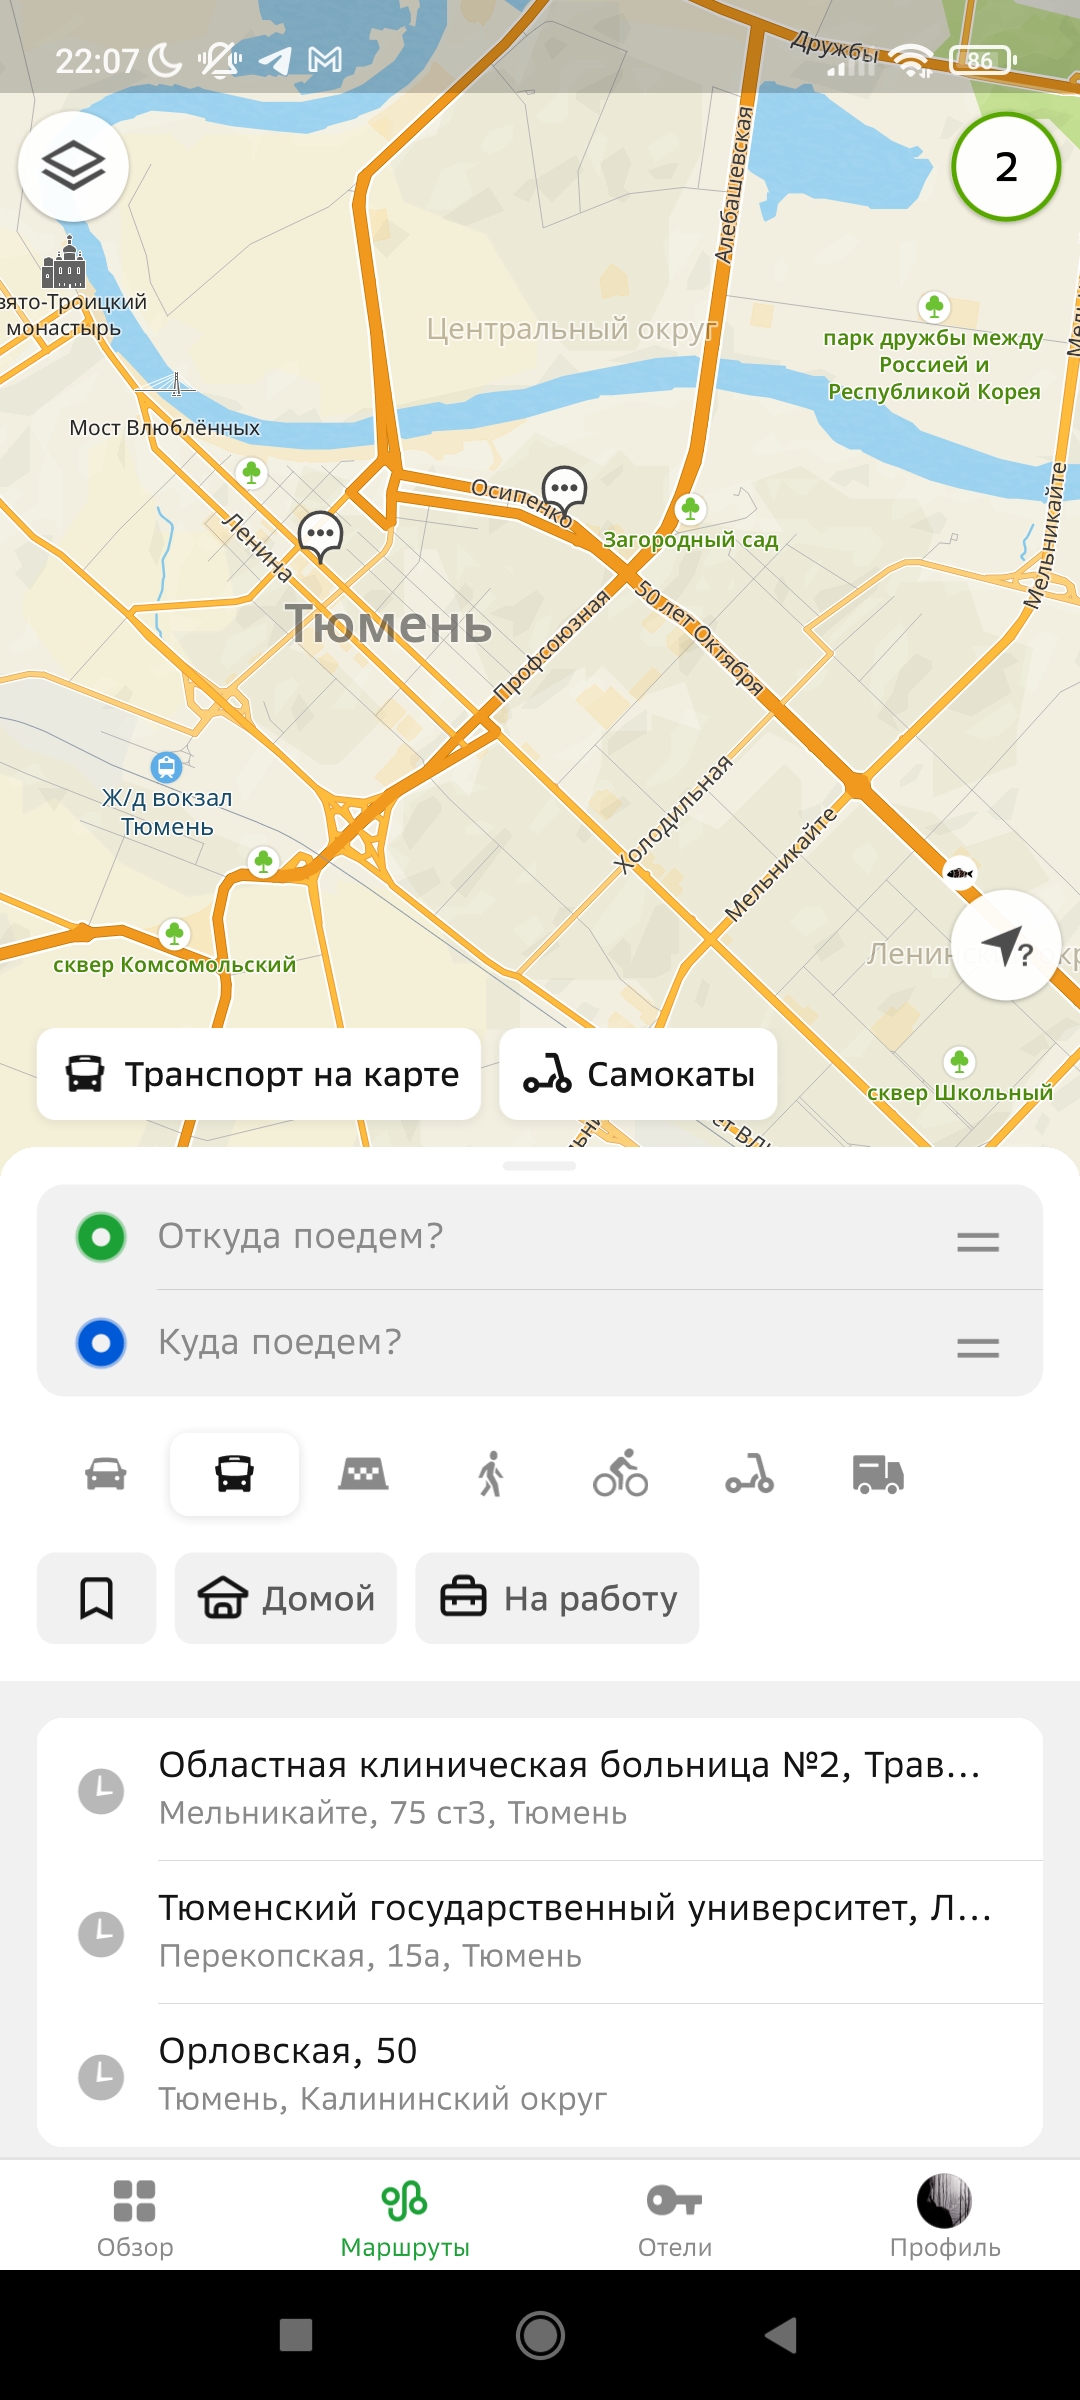 22:07
86
Дружбы
2
Алебашевская
Центральный округ
монастырь
парк дружбы между
Россией и
Республикой Корея
Мост Влюблённых
Осипенко
Ленина
Загородный сад
Мельникайте
Тюмень
Профсоюзная
50 лет Октября
Ж/д вокзал
Тюмень
Холодильная
Мельникайте
сквер Комсомольский
?
Транспорт на карте
Самокаты
сквер Школьный
Откуда поедем?
Куда поедем?
Домой
На работу
Областная клиническая больница №2, Трав...
Мельникайте, 75 ст3, Тюмень
Тюменский государственный университет, Л...
Перекопская, 15а, Тюмень
Орловская, 50
Тюмень, Калининский округ
Обзор
Маршруты
Отели
Профиль